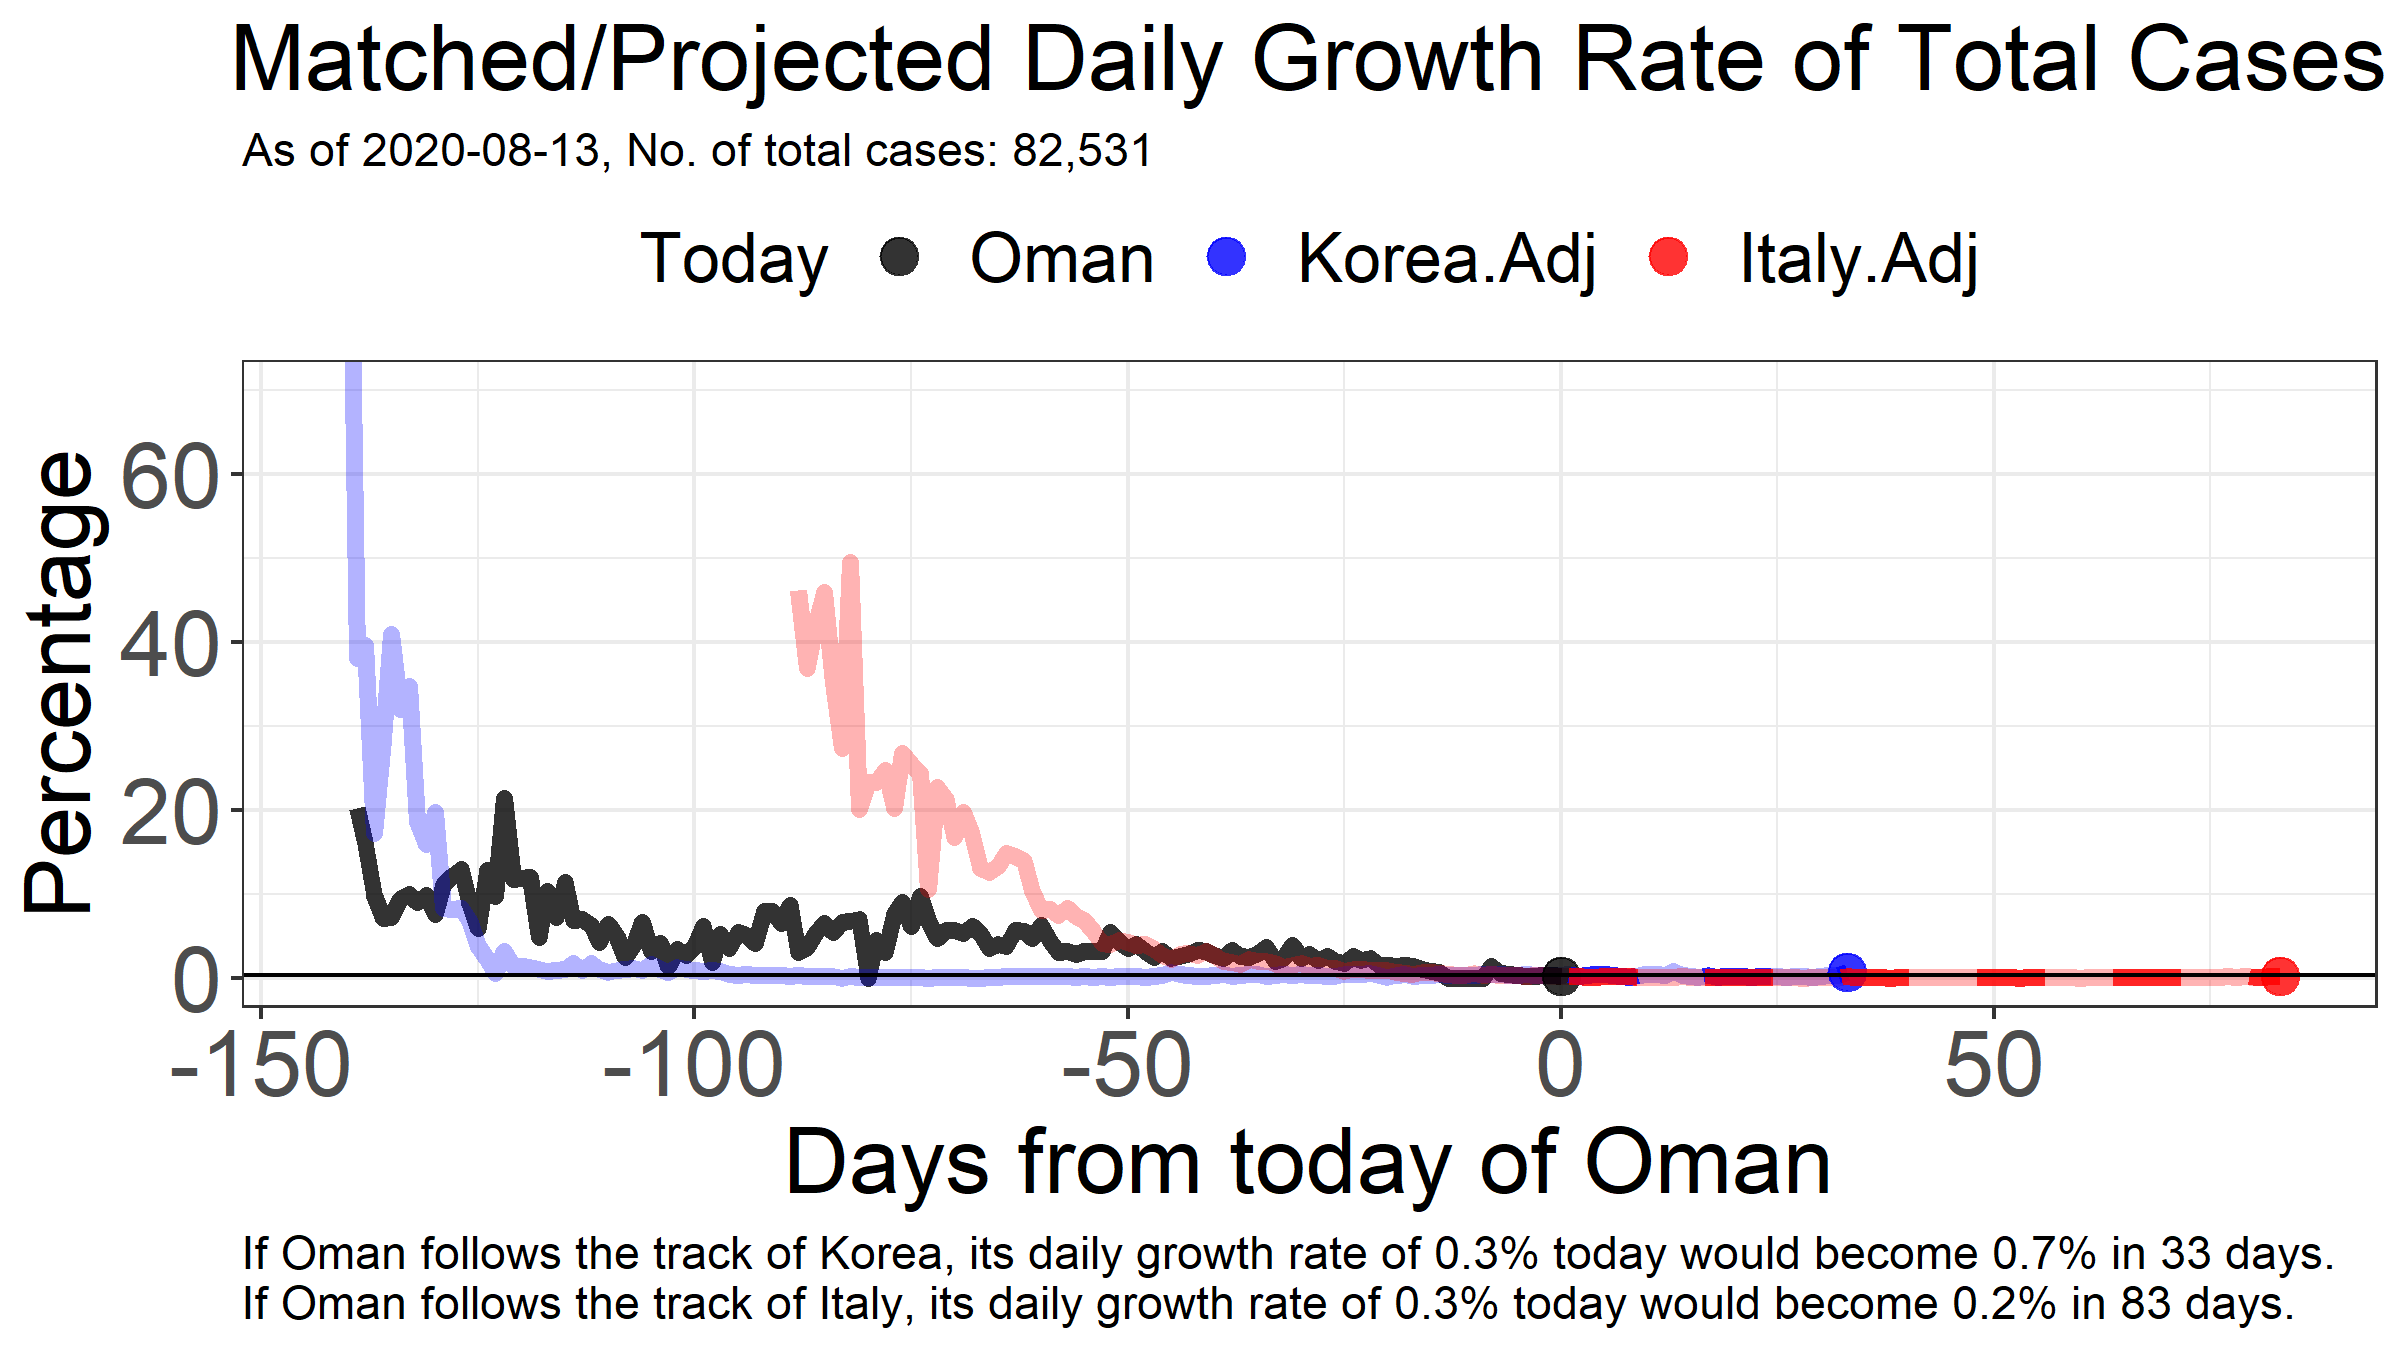 Matched/Projected Daily Growth Rate of Total Cases
As of 2020-08-13, No. of total cases: 82,531
Today Oman Korea.Adj Italy.Adj
Percentage
60
40
20
0
-150 -100 -50 0 50
Days from today of Oman
If Oman follows the track of Korea, its daily growth rate of 0.3% today would become 0.7% in 33 days.
If Oman follows the track of Italy, its daily growth rate of 0.3% today would become 0.2% in 83 days.